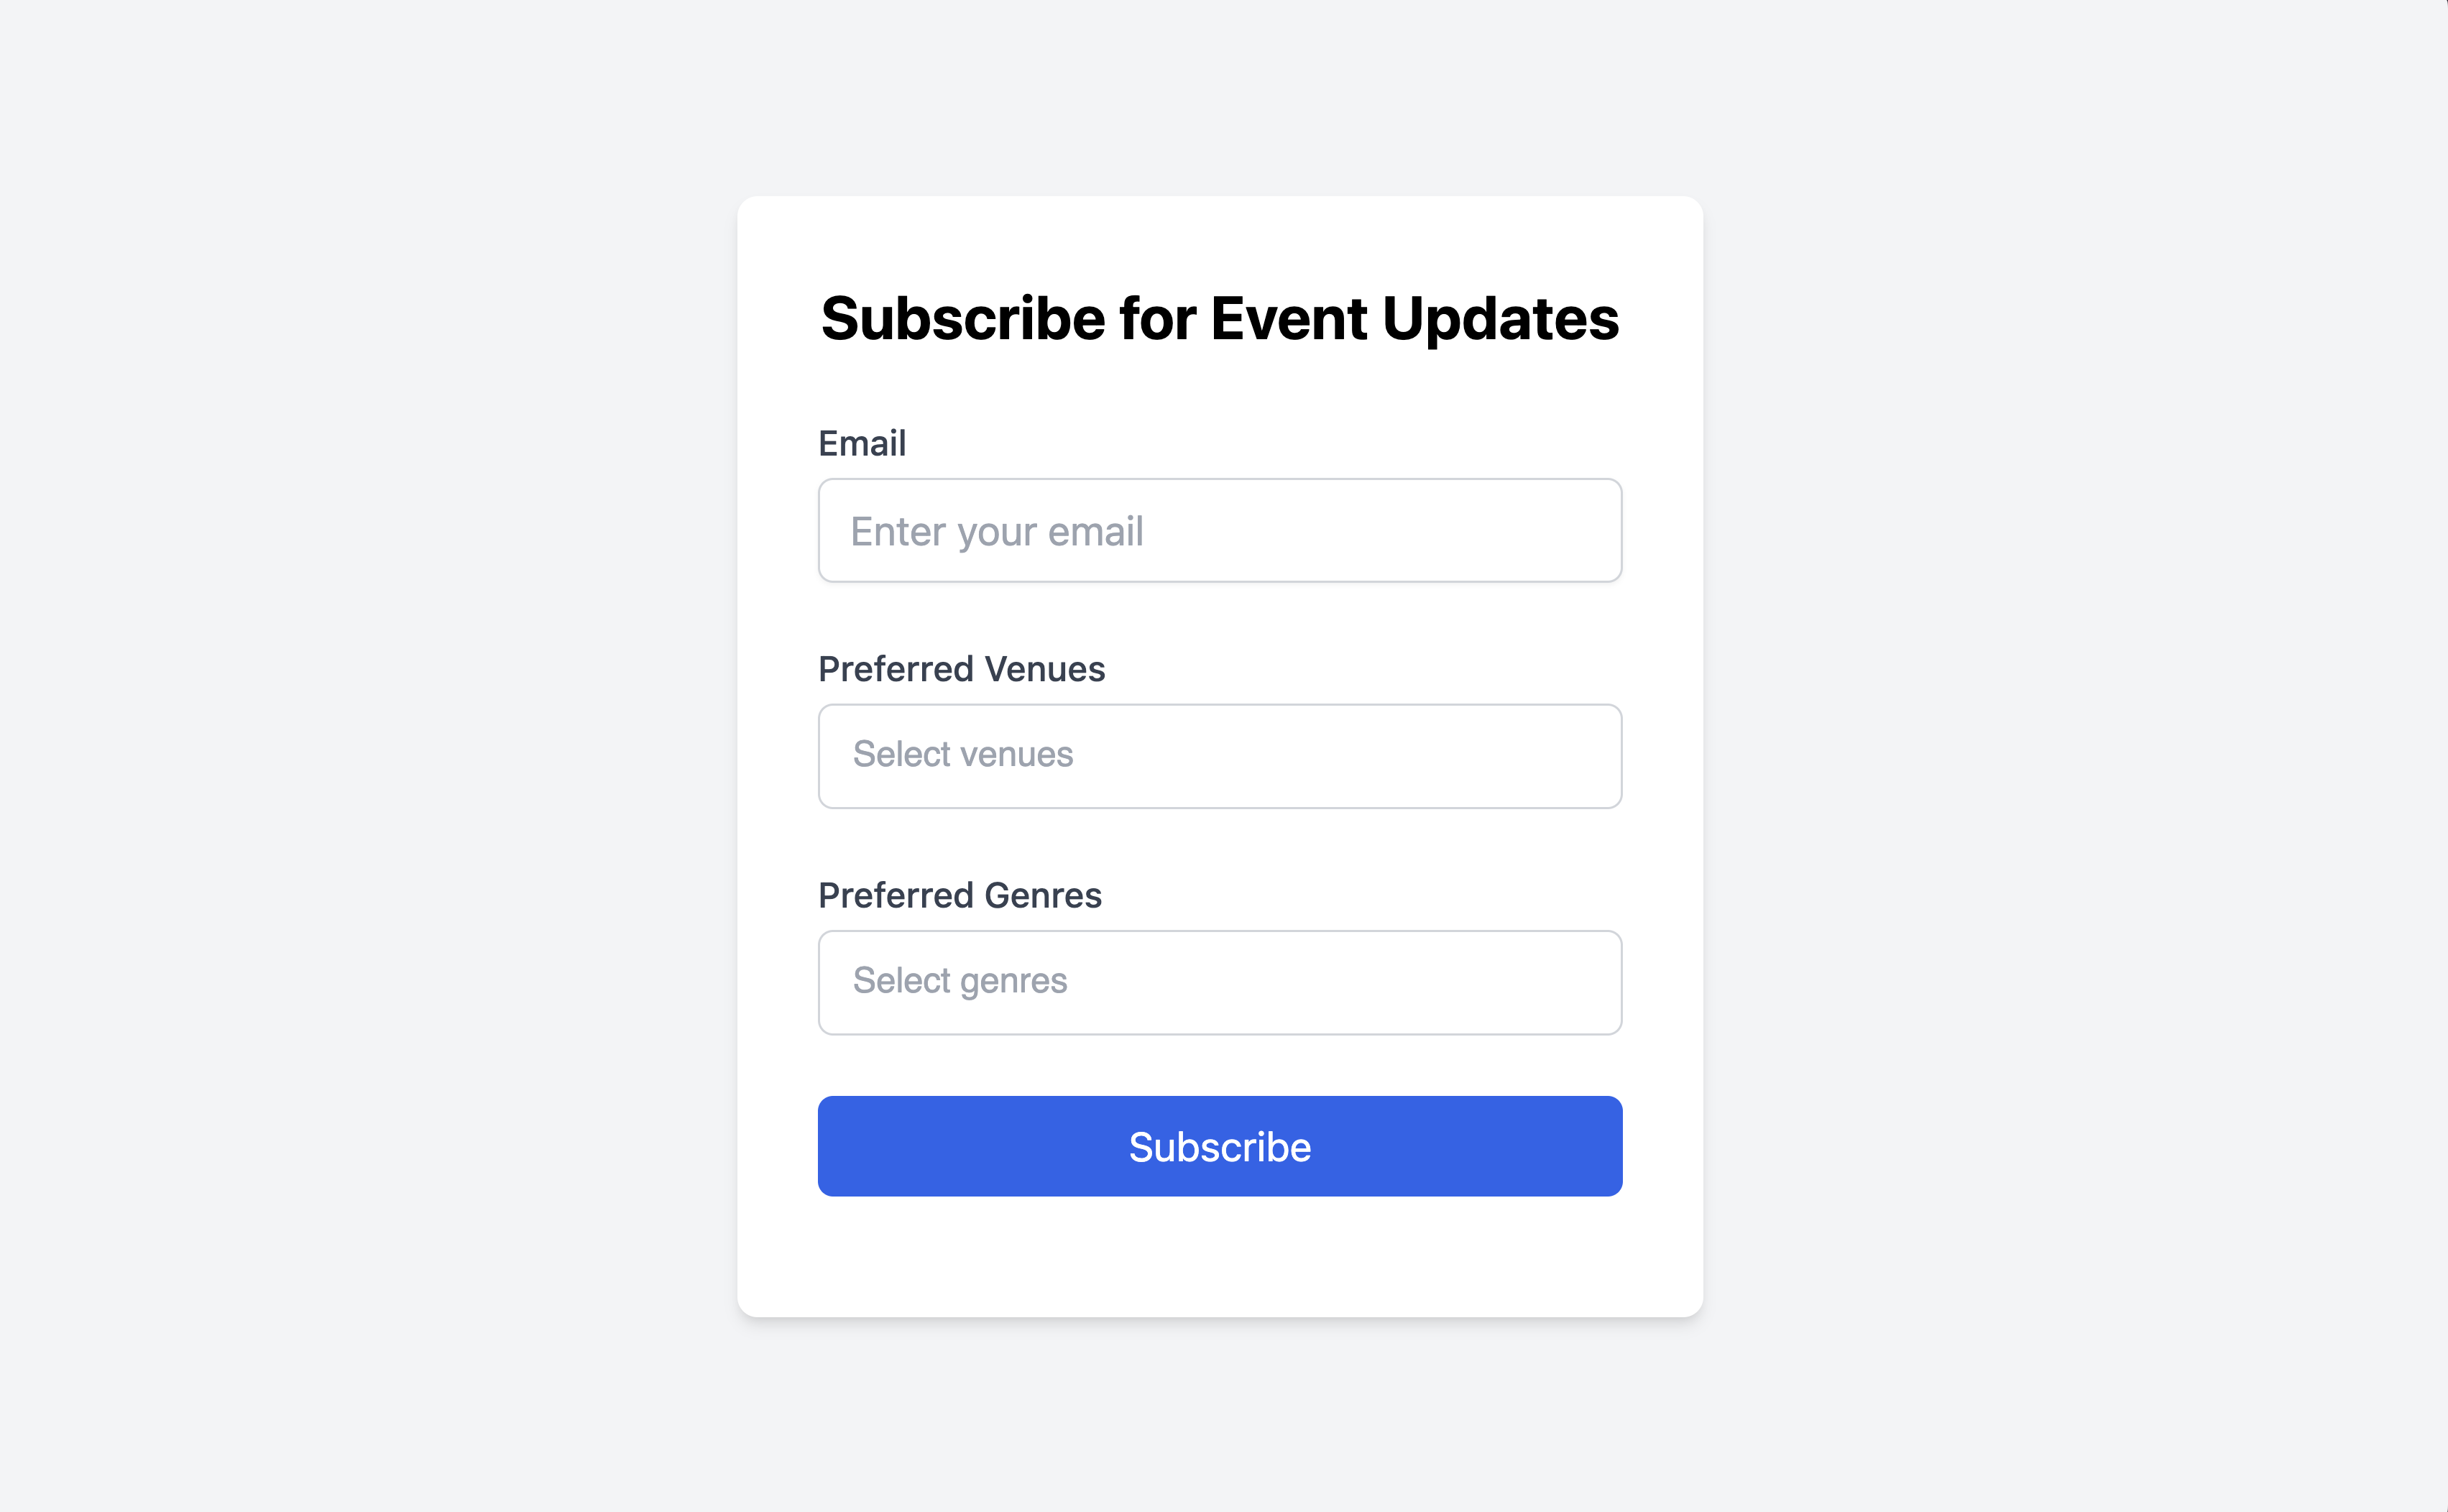 Subscribe for Event Updates
Email
Enter your email
Preferred Venues
Select venues
Preferred Genres
Select genres
Subscribe